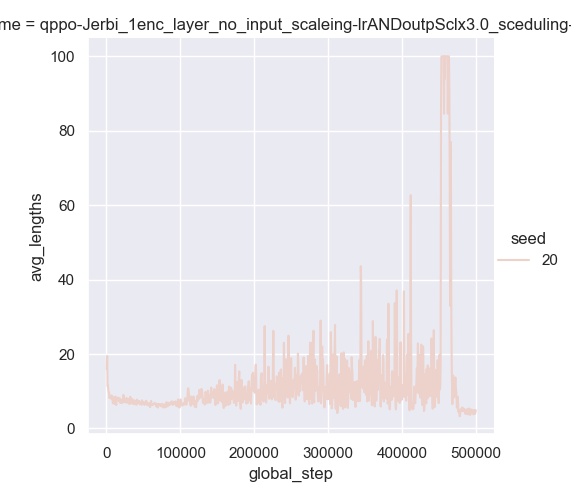 me = qppo-Jerbi_1enc_layer_no_input_scaleing-lrANDoutpSclx3.0_sceduling-
100
80
60
40
20
0
avg_lengths
seed
20
0 100000 200000 300000 400000 500000
global_step